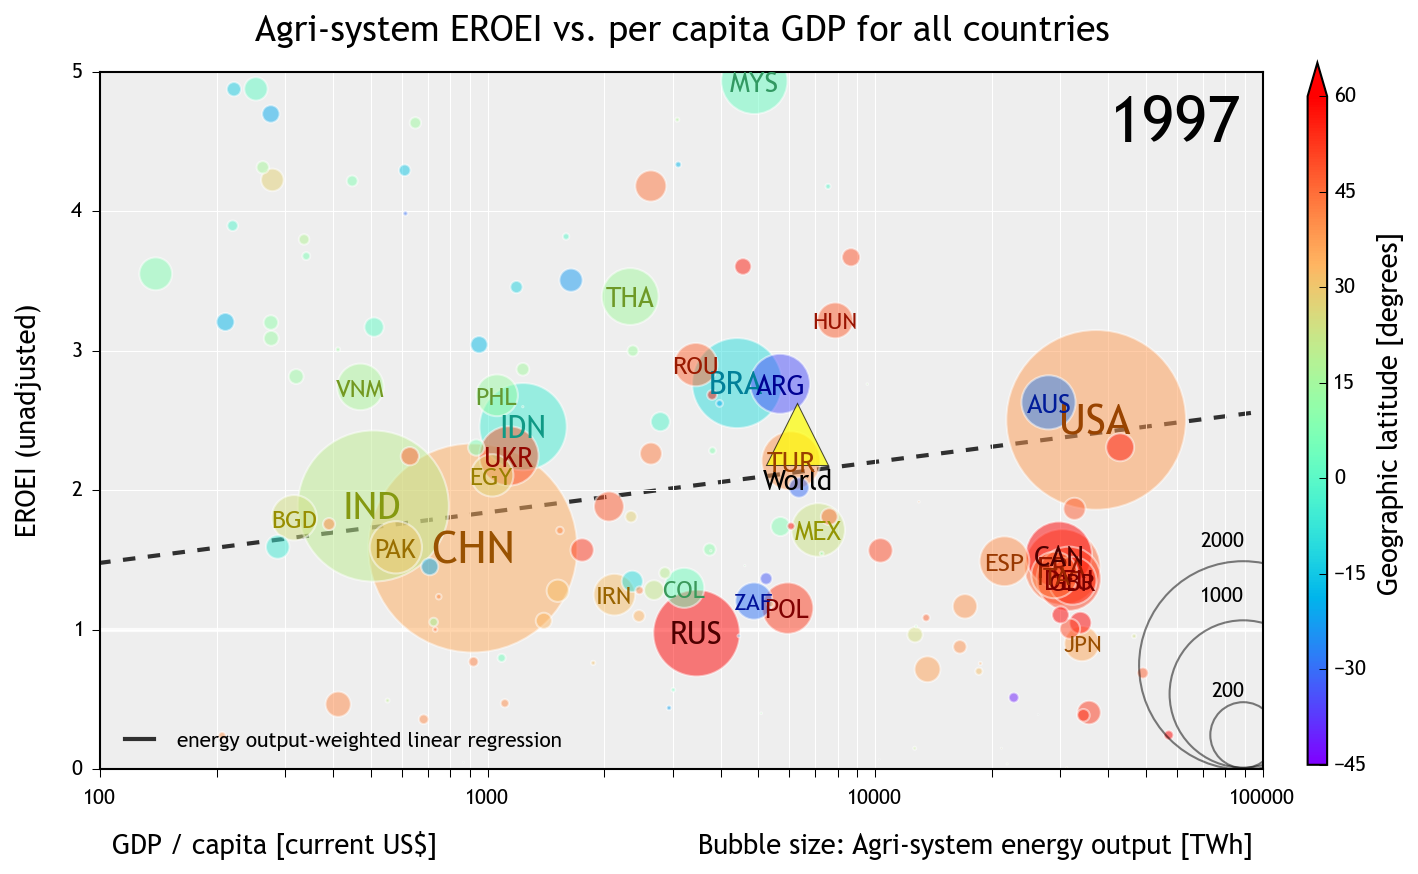 Agri-system EROEI vs. per capita GDP for all countries
1997
EROEI (unadjusted)
5
4
3
2
1
0
MYS
THA
HUN
ROU
BRA
ARG
VNM
PHL
IDN
UKR
EGY
AUS
USA
TUR
World
IND
BGD
PAK
CHN
MEX
ESP
CAN
GBR
IRN
COL
ZAF
POL
RUS
JPN
2000
1000
200
energy output-weighted linear regression
100
1000
10000
100000
GDP / capita [current US$]
Bubble size: Agri-system energy output [TWh]
60
45
30
15
0
−15
−30
−45
Geographic latitude [degrees]